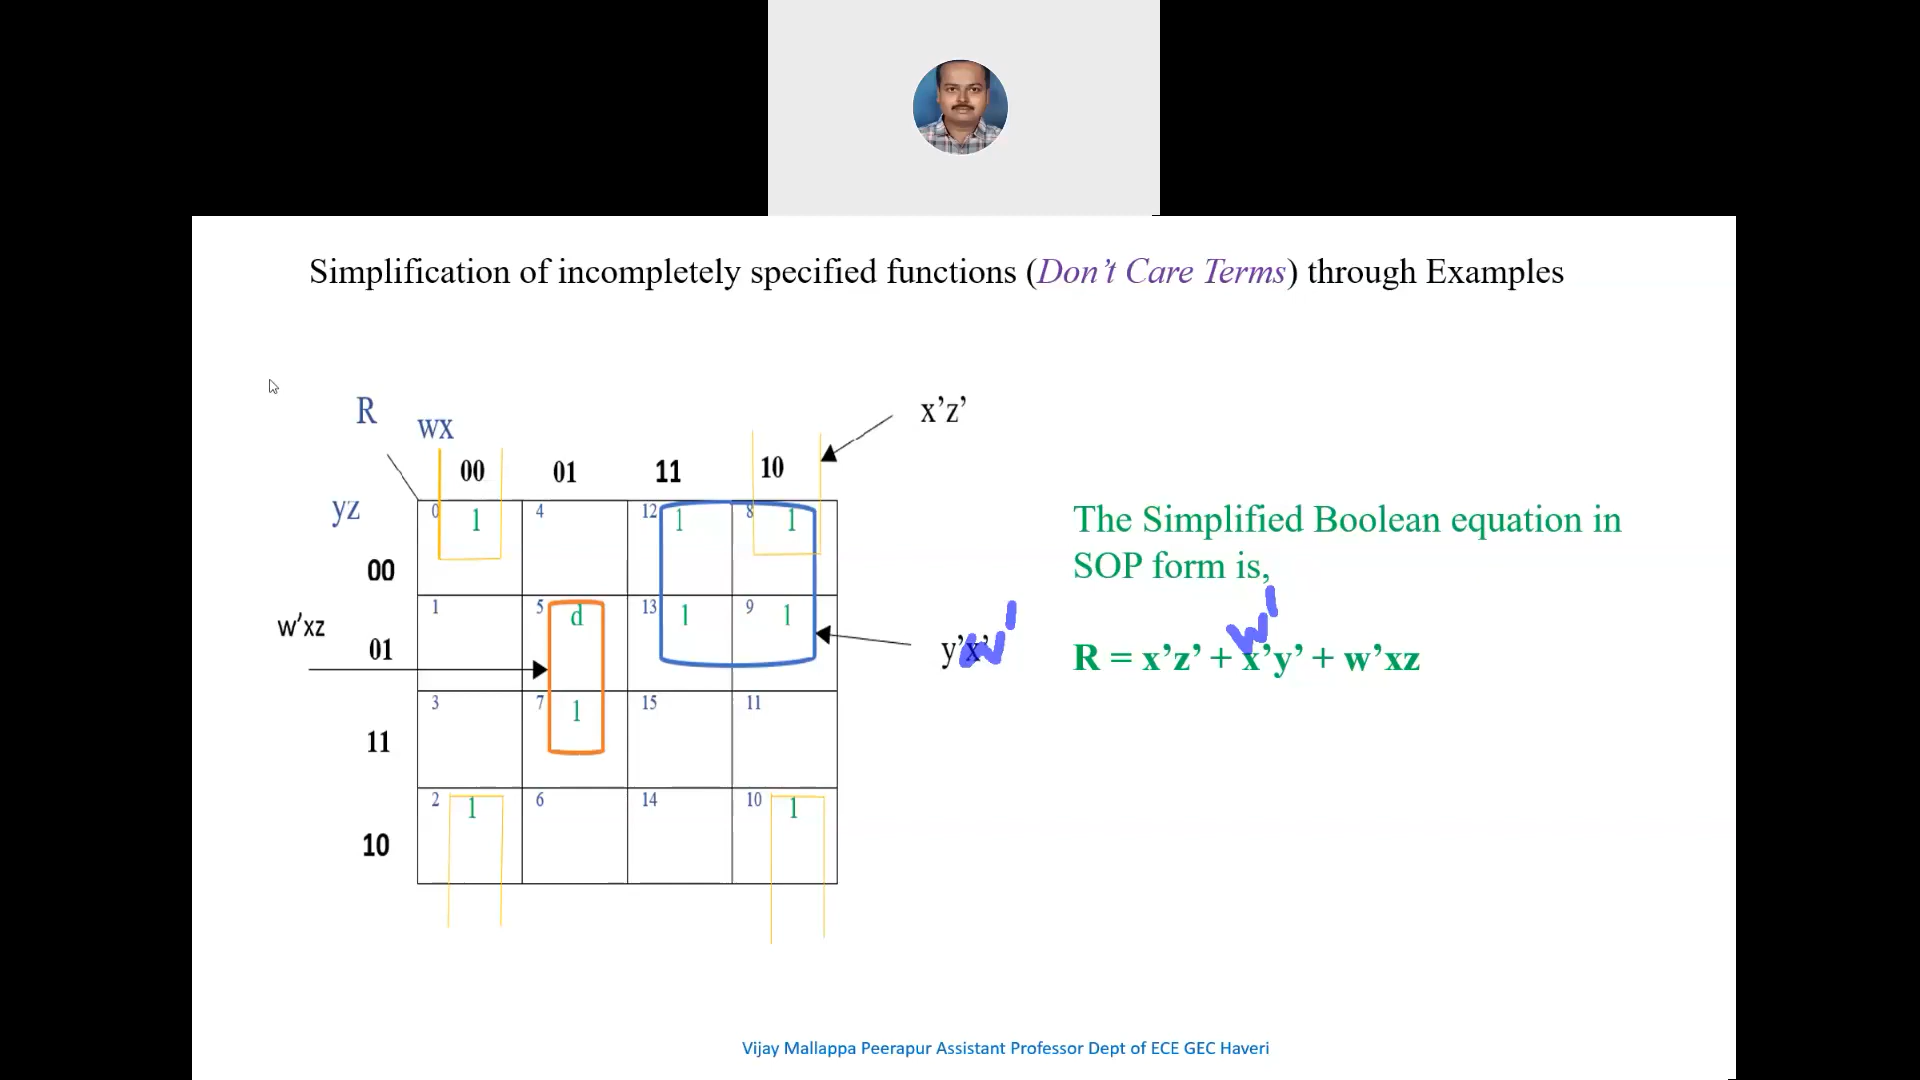 Simplification of incompletely specified functions (Don't Care Terms) through Examples
R
wx
x’z’
00 01 11 10
yz
0 1 4 12 1 8 1
00
1 5 d 13 1 9 1
w’xz
01
y’x’
w'
3 7 1 15 11
11
2 1 6 14 10 1
10
The Simplified Boolean equation in
SOP form is,
w'
R = x’z’ + x’y’ + w’xz
Vijay Mallappa Peerapur Assistant Professor Dept of ECE GEC Haveri